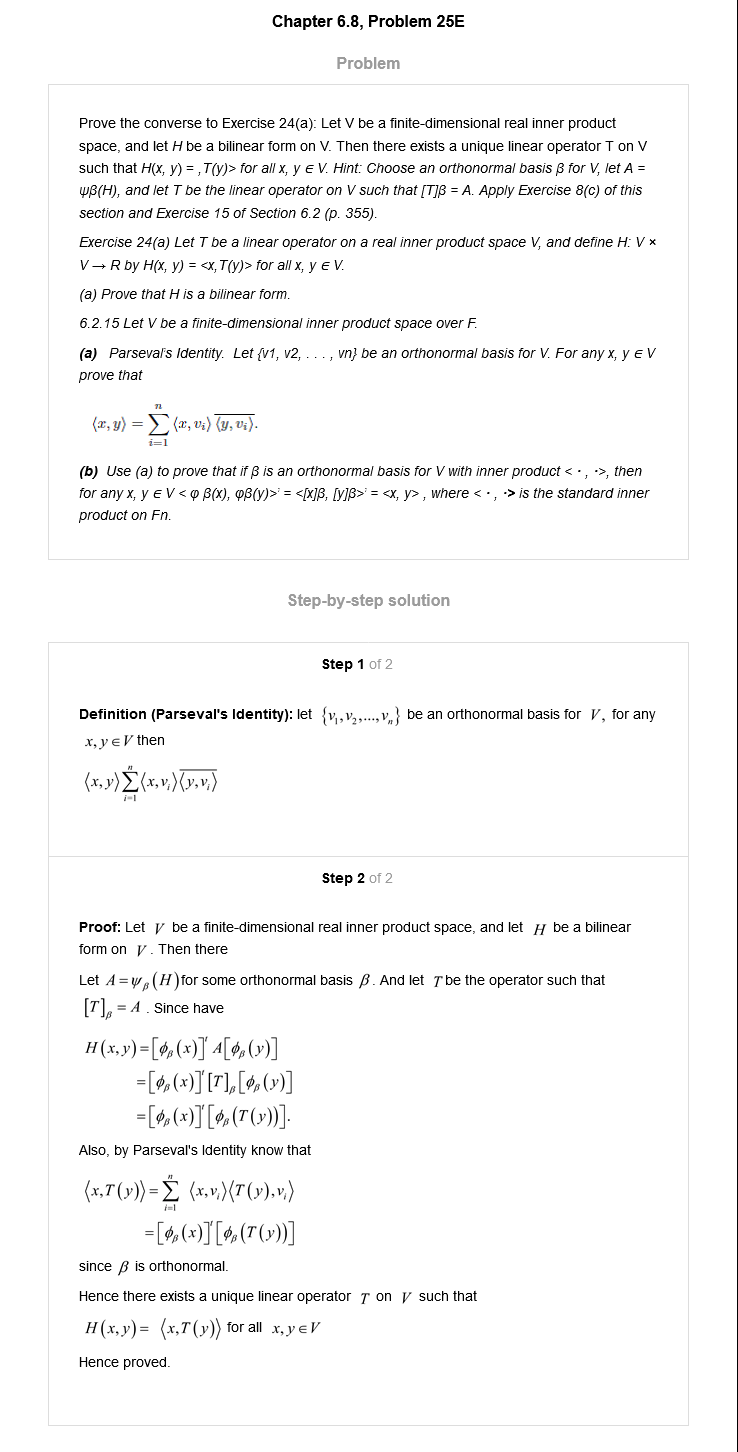 Chapter 6.8, Problem 25E
Problem
Prove the converse to Exercise 24(a): Let V be a finite-dimensional real inner product
space, and let H be a bilinear form on V. Then there exists a unique linear operator T on V
such that H(x, y) = ,T(y)> for all x, y ∈ V. Hint: Choose an orthonormal basis β for V, let A =
ψβ(H), and let T be the linear operator on V such that [T]β = A. Apply Exercise 8(c) of this
section and Exercise 15 of Section 6.2 (p. 355).
Exercise 24(a) Let T be a linear operator on a real inner product space V, and define H: V ×
V → R by H(x, y) = <x, T(y)> for all x, y ∈ V.
(a) Prove that H is a bilinear form.
6.2.15 Let V be a finite-dimensional inner product space over F.
(a) Parseval's Identity. Let {v1, v2, . . . , vn} be an orthonormal basis for V. For any x, y ∈ V
prove that
$\langle x, y \rangle = \sum_{i=1}^{n} \langle x, v_i \rangle \overline{\langle y, v_i \rangle}.$
(b) Use (a) to prove that if β is an orthonormal basis for V with inner product < · , ·>, then
for any x, y ∈ V < φ β(x), φβ(y)>' = <[x]β, [y]β>' = <x, y> , where < · , ·> is the standard inner
product on Fn.
Step-by-step solution
Step 1 of 2
Definition (Parseval's Identity): let $\{v_1, v_2, ..., v_n\}$ be an orthonormal basis for $V$, for any
$x, y \in V$ then
$\langle x, y \rangle \sum_{i=1}^{n} \langle x, v_i \rangle \overline{\langle y, v_i \rangle}$
Step 2 of 2
Proof: Let $V$ be a finite-dimensional real inner product space, and let $H$ be a bilinear
form on $V$. Then there
Let $A = \psi_\beta(H)$ for some orthonormal basis $\beta$. And let $T$ be the operator such that
$[T]_\beta = A$. Since have
$H(x, y) = [\phi_\beta(x)]^t A[\phi_\beta(y)]$
$= [\phi_\beta(x)]^t [T]_\beta [\phi_\beta(y)]$
$= [\phi_\beta(x)]^t [\phi_\beta(T(y))].$
Also, by Parseval's Identity know that
$\langle x, T(y) \rangle = \sum_{i=1}^{n} \langle x, v_i \rangle \langle T(y), v_i \rangle$
$= [\phi_\beta(x)]^t [\phi_\beta(T(y))]$
since $\beta$ is orthonormal.
Hence there exists a unique linear operator $T$ on $V$ such that
$H(x, y) = \langle x, T(y) \rangle$ for all $x, y \in V$
Hence proved.